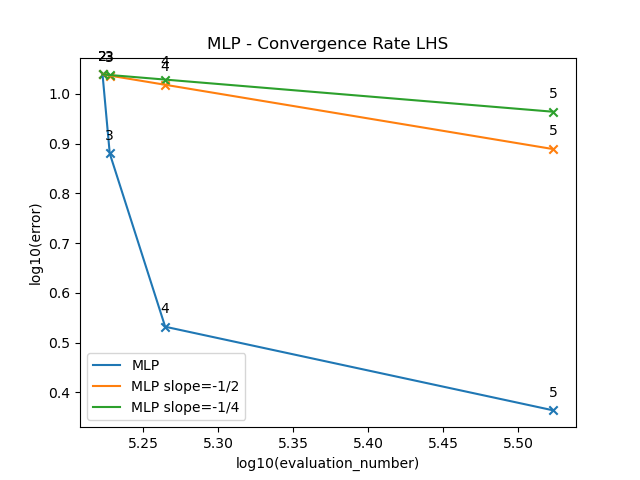 MLP - Convergence Rate LHS
223
3
4
4
5
5
3
4
5
1.0
0.9
0.8
0.7
0.6
0.5
0.4
log10(error)
MLP
MLP slope=-1/2
MLP slope=-1/4
5.25 5.30 5.35 5.40 5.45 5.50
log10(evaluation_number)